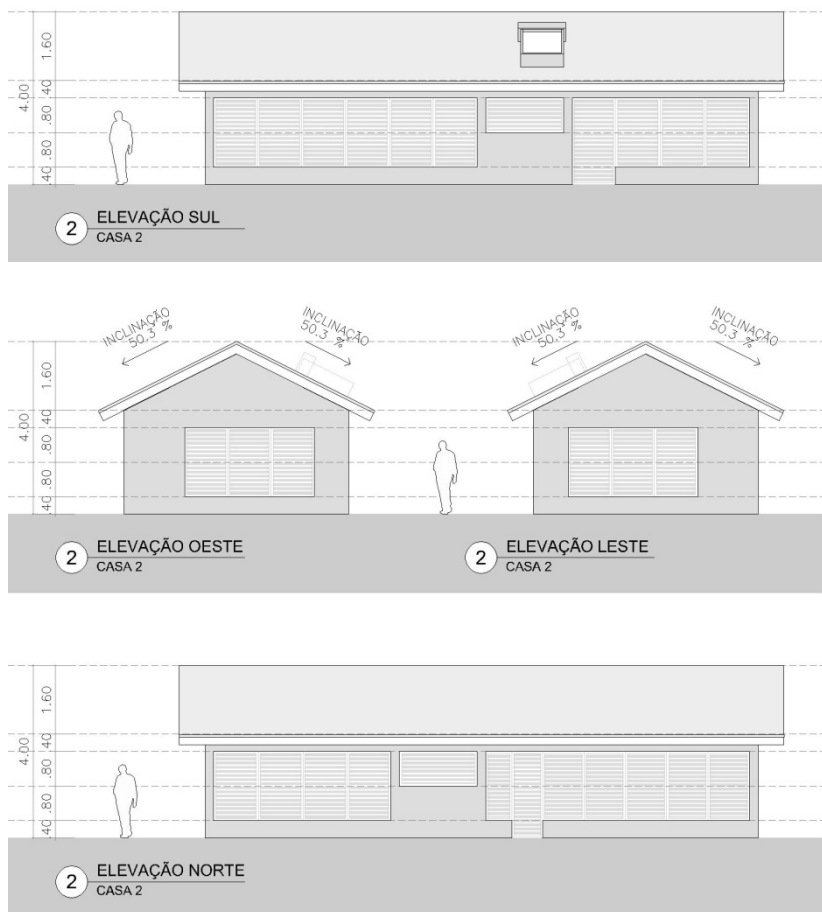 1.60
.40
4.00
.80
.80
.40
2 ELEVAÇÃO SUL
CASA 2
INCLINAÇÃO
50.3 %
INCLINAÇÃO
50.3 %
INCLINAÇÃO
50.3 %
INCLINAÇÃO
50.3 %
1.60
.40
4.00
.80
.80
.40
2 ELEVAÇÃO OESTE
CASA 2
2 ELEVAÇÃO LESTE
CASA 2
1.60
.40
4.00
.80
.80
.40
2 ELEVAÇÃO NORTE
CASA 2